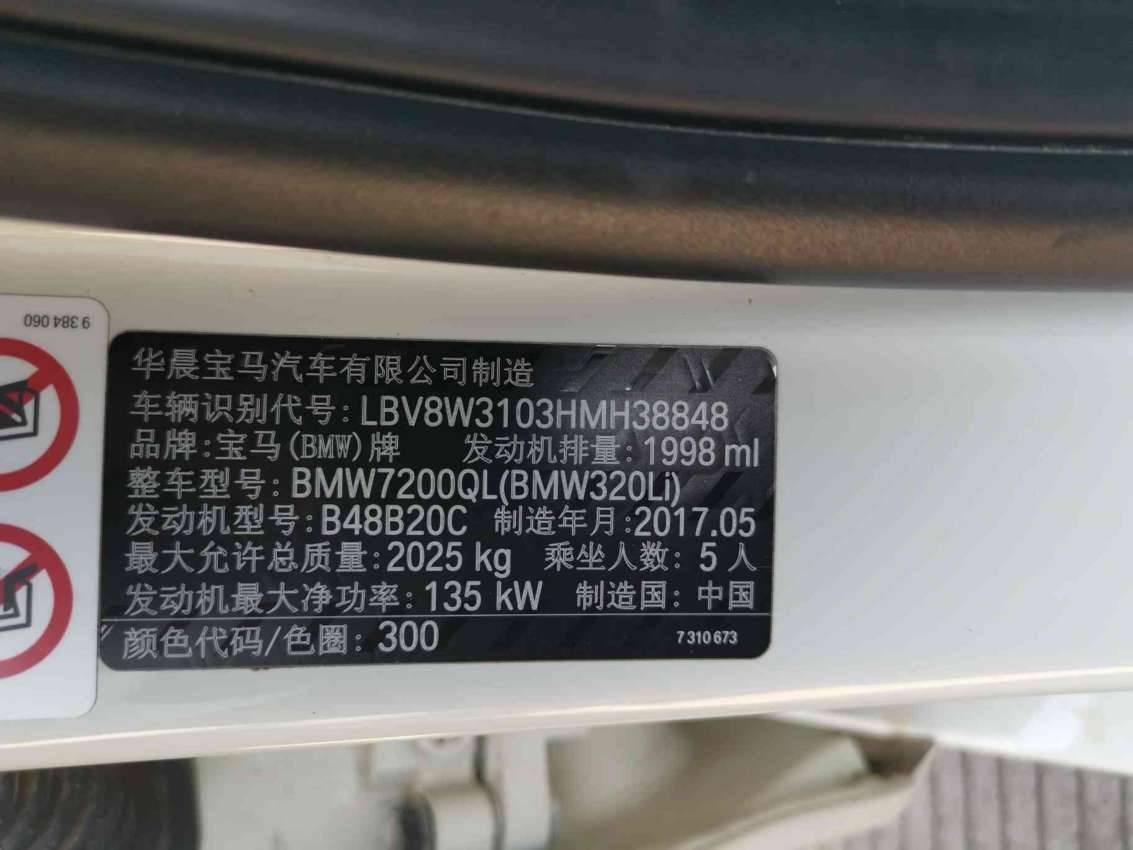 9 384 060
华晨宝马汽车有限公司制造
车辆识别代号: LBV8W3103HMH38848
品牌: 宝马(BMW)牌 发动机排量: 1998 ml
整车型号: BMW7200QL(BMW320Li)
发动机型号: B48B20C 制造年月: 2017.05
最大允许总质量: 2025 kg 乘坐人数: 5 人
发动机最大净功率: 135 kW 制造国: 中国
颜色代码/色圈: 300 7 310 673